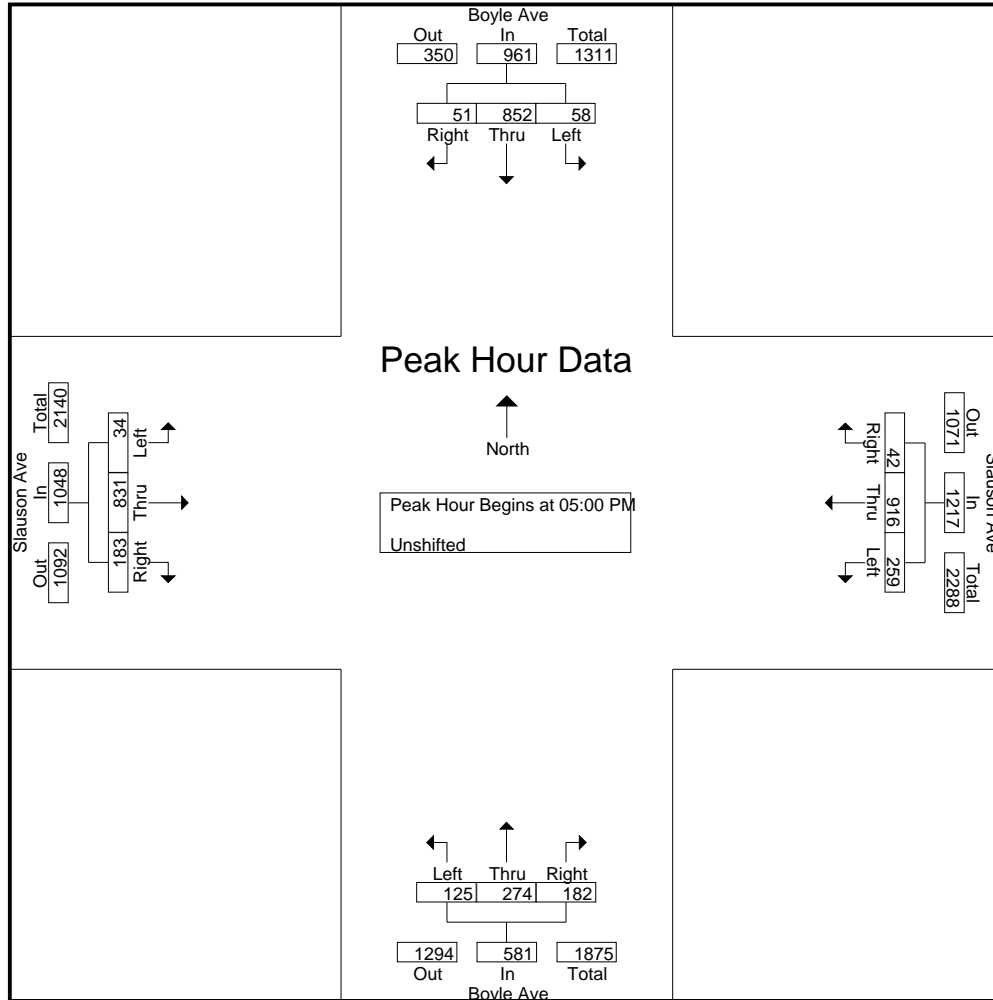 Boyle Ave
Out In Total
350 961 1311
51 852 58
Right Thru Left
Peak Hour Data
North
Peak Hour Begins at 05:00 PM
Unshifted
Slauson Ave
Total In Out
2140 1048 1092
34 831 183
Left Thru Right
Slauson Ave
Out In Total
1071 1217 2288
42 916 259
Right Thru Left
Left Thru Right
125 274 182
1294 581 1875
Out In Total
Boyle Ave